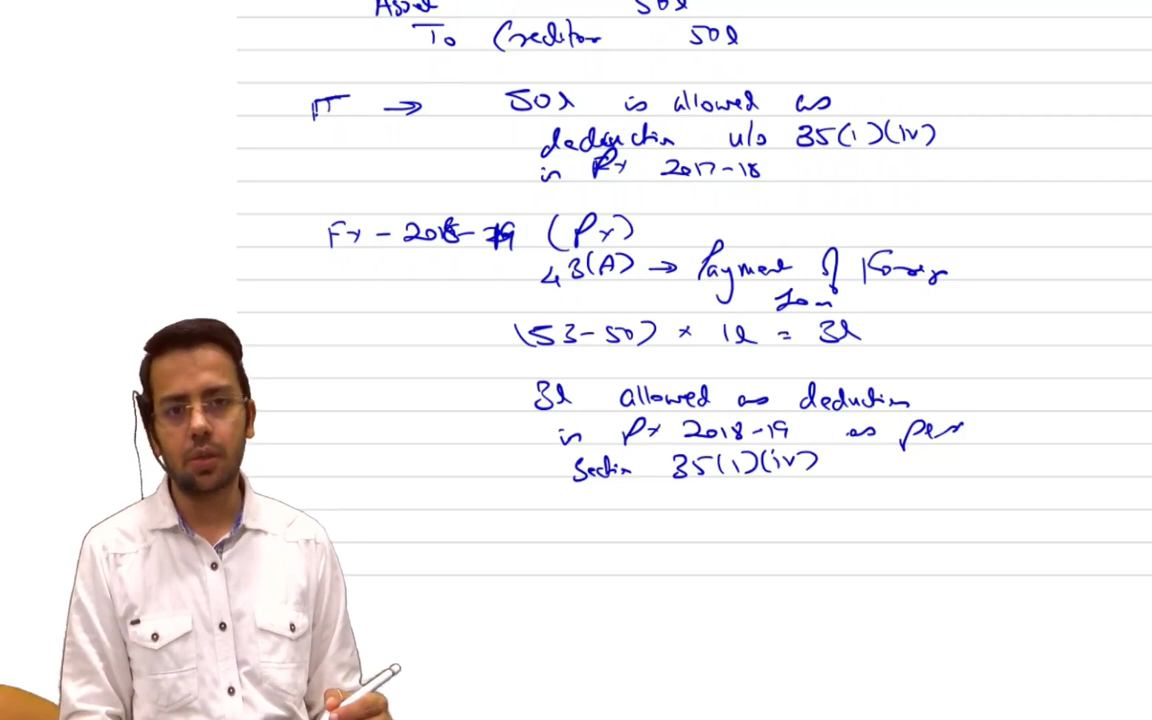 Asset 50l
To Creditor 50l
IT → 50l is allowed as
deduction u/s 35(1)(iv)
in PY 2017-18
FY - 2018-19 (PY)
43(A) → Payment of Foreign
Loan
(53-50) × 1l = 3l
3l allowed as deduction
in PY 2018-19 as per
Section 35(1)(iv)